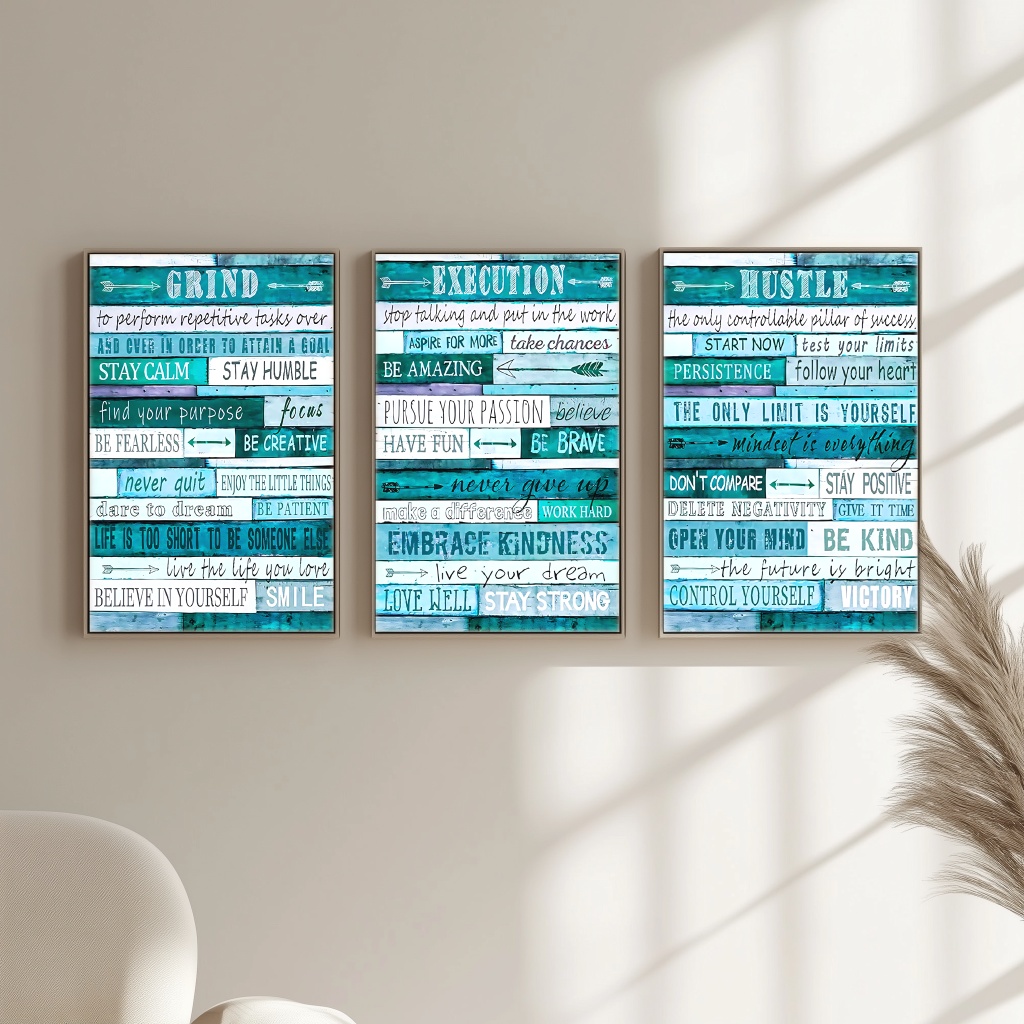 GRIND
to perform repetitive tasks over
AND OVER IN ORDER TO ATTAIN A GOAL
STAY CALM STAY HUMBLE
find your purpose focus
BE FEARLESS BE CREATIVE
never quit ENJOY THE LITTLE THINGS
dare to dream BE PATIENT
LIFE IS TOO SHORT TO BE SOMEONE ELSE
live the life you love
BELIEVE IN YOURSELF SMILE
EXECUTION
stop talking and put in the work
ASPIRE FOR MORE take chances
BE AMAZING
PURSUE YOUR PASSION believe
HAVE FUN BE BRAVE
never give up
make a difference WORK HARD
EMBRACE KINDNESS
live your dream
LOVE WELL STAY STRONG
HUSTLE
the only controllable pillar of success
START NOW test your limits
PERSISTENCE follow your heart
THE ONLY LIMIT IS YOURSELF
mindset is everything
DON'T COMPARE STAY POSITIVE
DELETE NEGATIVITY GIVE IT TIME
OPEN YOUR MIND BE KIND
the future is bright
CONTROL YOURSELF VICTORY